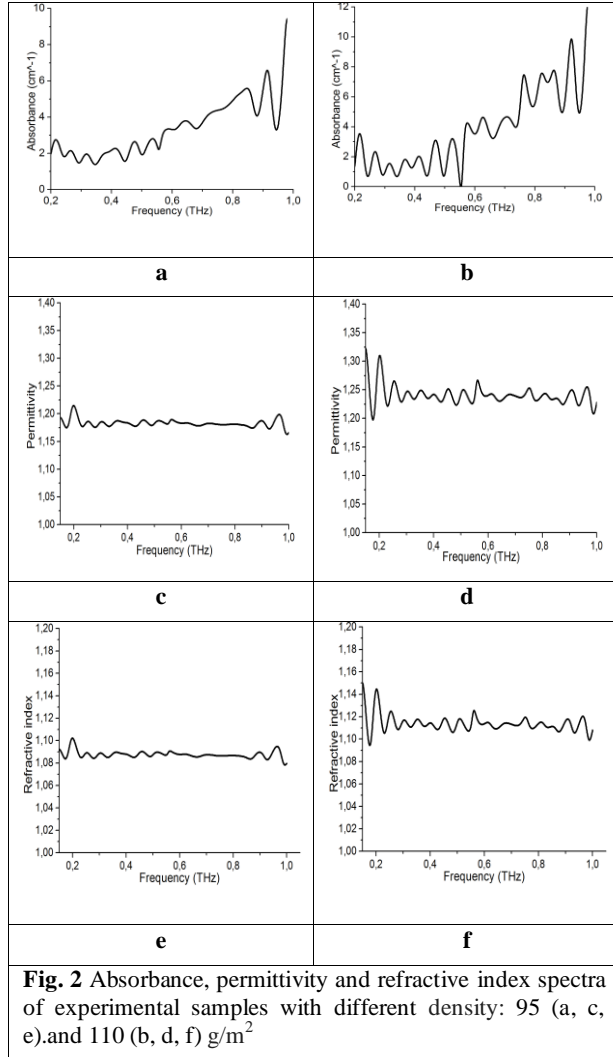 10
8
6
4
2
0
Absorbance (cm^-1)
0,2 0,4 0,6 0,8 1,0
Frequency (THz)
a
12
10
8
6
4
2
0
Absorbance (cm^-1)
0,2 0,4 0,6 0,8 1,0
Frequency (THz)
b
1,40
1,35
1,30
1,25
1,20
1,15
1,10
1,05
1,00
Permittivity
0,2 0,4 0,6 0,8 1,0
Frequency (THz)
c
1,40
1,35
1,30
1,25
1,20
1,15
1,10
1,05
1,00
Permittivity
0,2 0,4 0,6 0,8 1,0
Frequency (THz)
d
1,20
1,18
1,16
1,14
1,12
1,10
1,08
1,06
1,04
1,02
1,00
Refractive index
0,2 0,4 0,6 0,8 1,0
Frequency (THz)
e
1,20
1,18
1,16
1,14
1,12
1,10
1,08
1,06
1,04
1,02
1,00
Refractive index
0,2 0,4 0,6 0,8 1,0
Frequency (THz)
f
Fig. 2 Absorbance, permittivity and refractive index spectra
of experimental samples with different density: 95 (a, c,
e).and 110 (b, d, f) g/m²